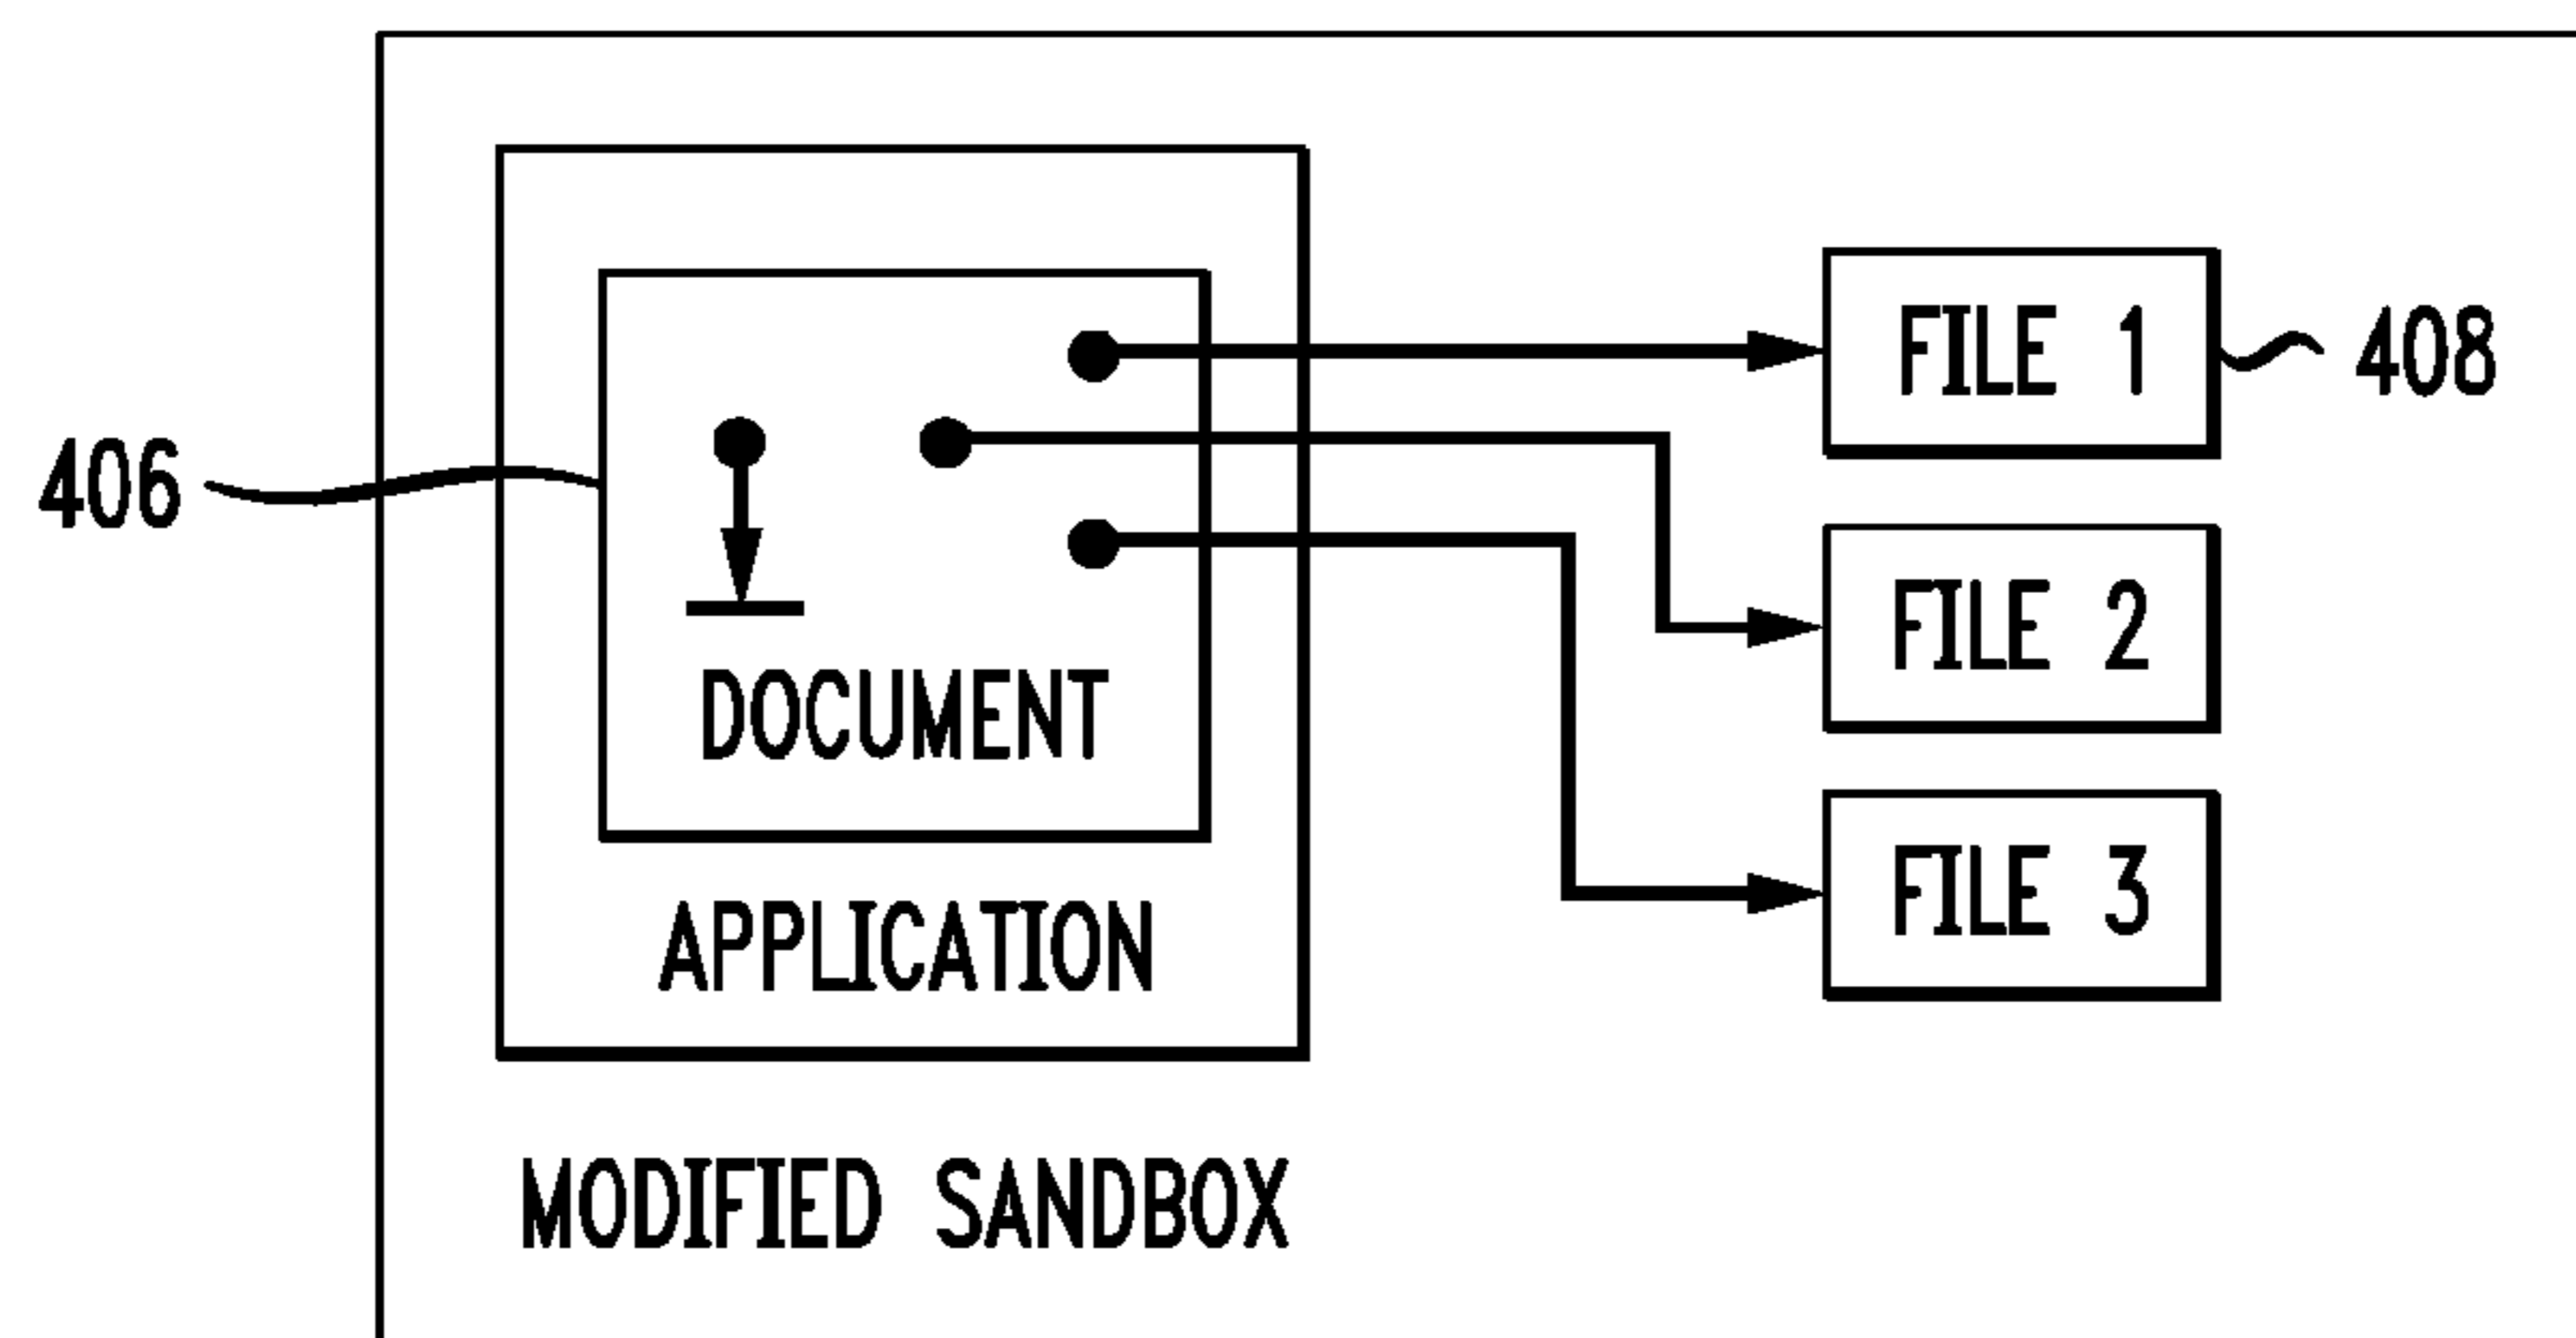 FILE 1
408
406
FILE 2
DOCUMENT
FILE 3
APPLICATION
MODIFIED SANDBOX